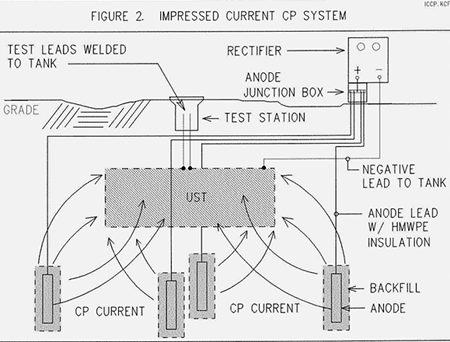 ICCP.KCF
FIGURE 2. IMPRESSED CURRENT CP SYSTEM
TEST LEADS WELDED
TO TANK
RECTIFIER
+ −
ANODE
JUNCTION BOX
GRADE
TEST STATION
UST
NEGATIVE
LEAD TO TANK
ANODE LEAD
W/ HMWPE
INSULATION
BACKFILL
ANODE
CP CURRENT
CP CURRENT